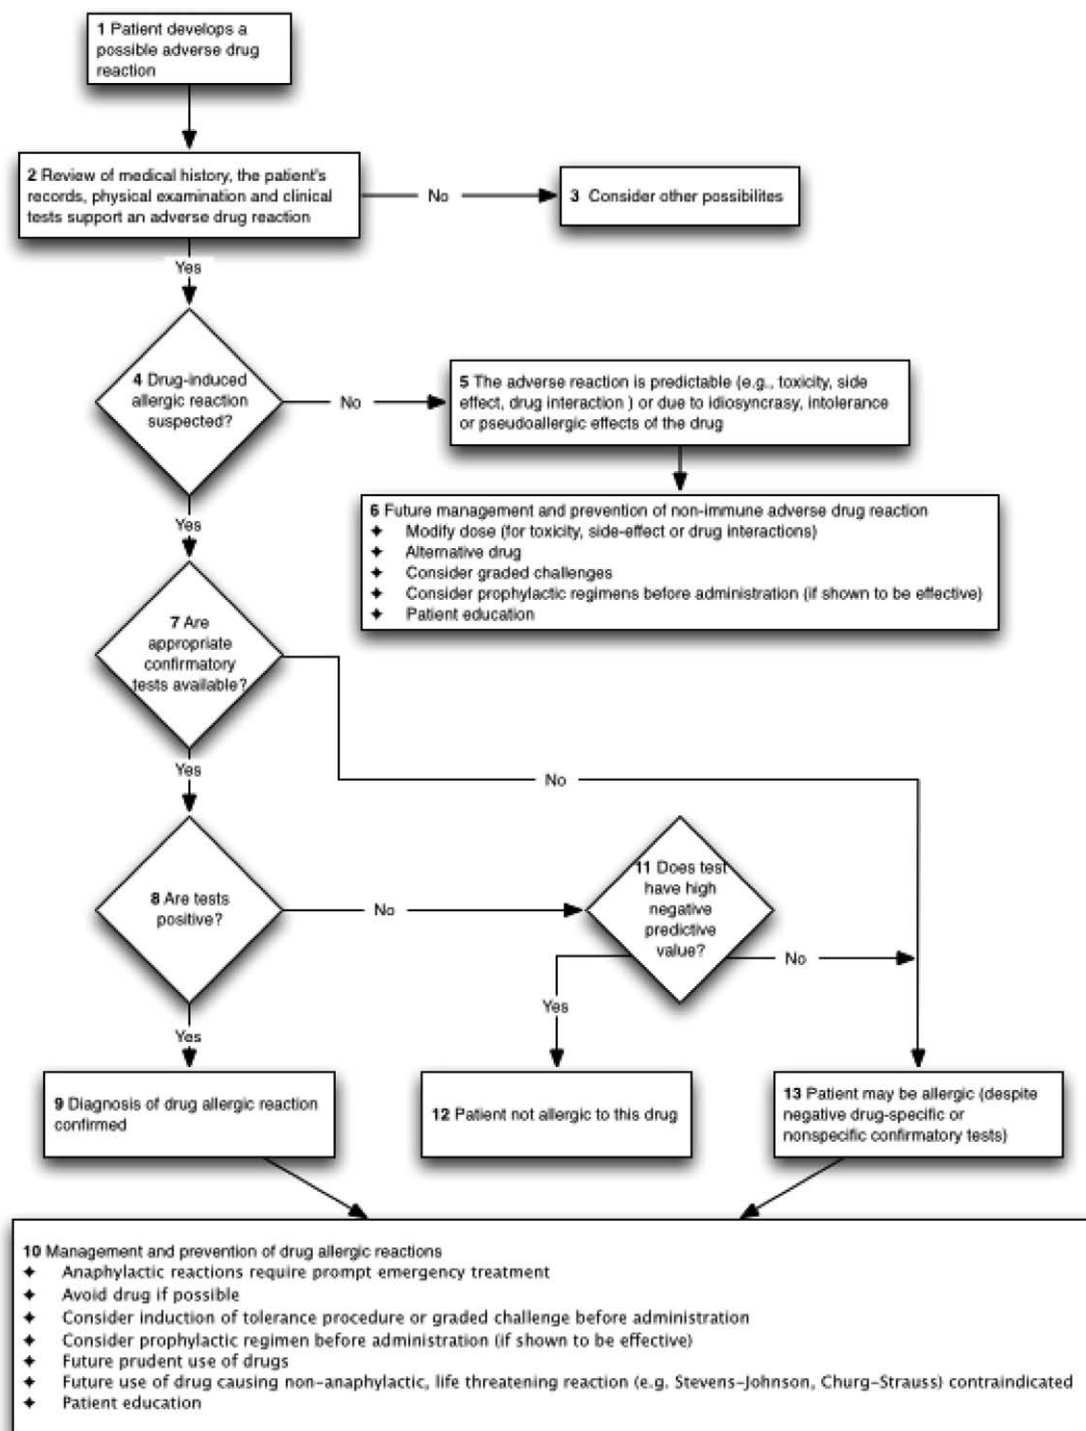 1 Patient develops a
possible adverse drug
reaction
2 Review of medical history, the patient's
records, physical examination and clinical
tests support an adverse drug reaction
No
3 Consider other possibilites
Yes
4 Drug-induced
allergic reaction
suspected?
No
5 The adverse reaction is predictable (e.g., toxicity, side
effect, drug interaction ) or due to idiosyncrasy, intolerance
or pseudoallergic effects of the drug
Yes
6 Future management and prevention of non-immune adverse drug reaction
✦ Modify dose (for toxicity, side-effect or drug interactions)
✦ Alternative drug
✦ Consider graded challenges
✦ Consider prophylactic regimens before administration (if shown to be effective)
✦ Patient education
7 Are
appropriate
confirmatory
tests available?
Yes
No
8 Are tests
positive?
No
11 Does test
have high
negative
predictive
value?
No
Yes
Yes
9 Diagnosis of drug allergic reaction
confirmed
12 Patient not allergic to this drug
13 Patient may be allergic (despite
negative drug-specific or
nonspecific confirmatory tests)
10 Management and prevention of drug allergic reactions
✦ Anaphylactic reactions require prompt emergency treatment
✦ Avoid drug if possible
✦ Consider induction of tolerance procedure or graded challenge before administration
✦ Consider prophylactic regimen before administration (if shown to be effective)
✦ Future prudent use of drugs
✦ Future use of drug causing non-anaphylactic, life threatening reaction (e.g. Stevens-Johnson, Churg-Strauss) contraindicated
✦ Patient education